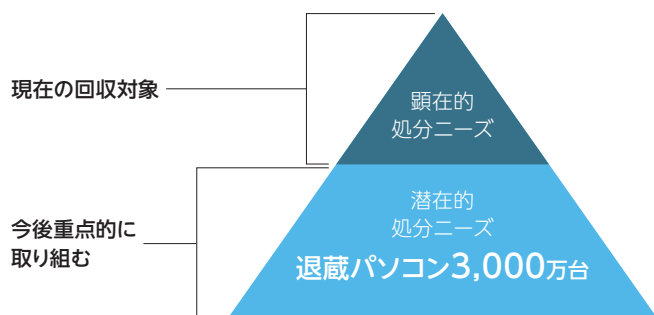 現在の回収対象
顕在的
処分ニーズ
今後重点的に
取り組む
潜在的
処分ニーズ
退蔵パソコン3,000万台